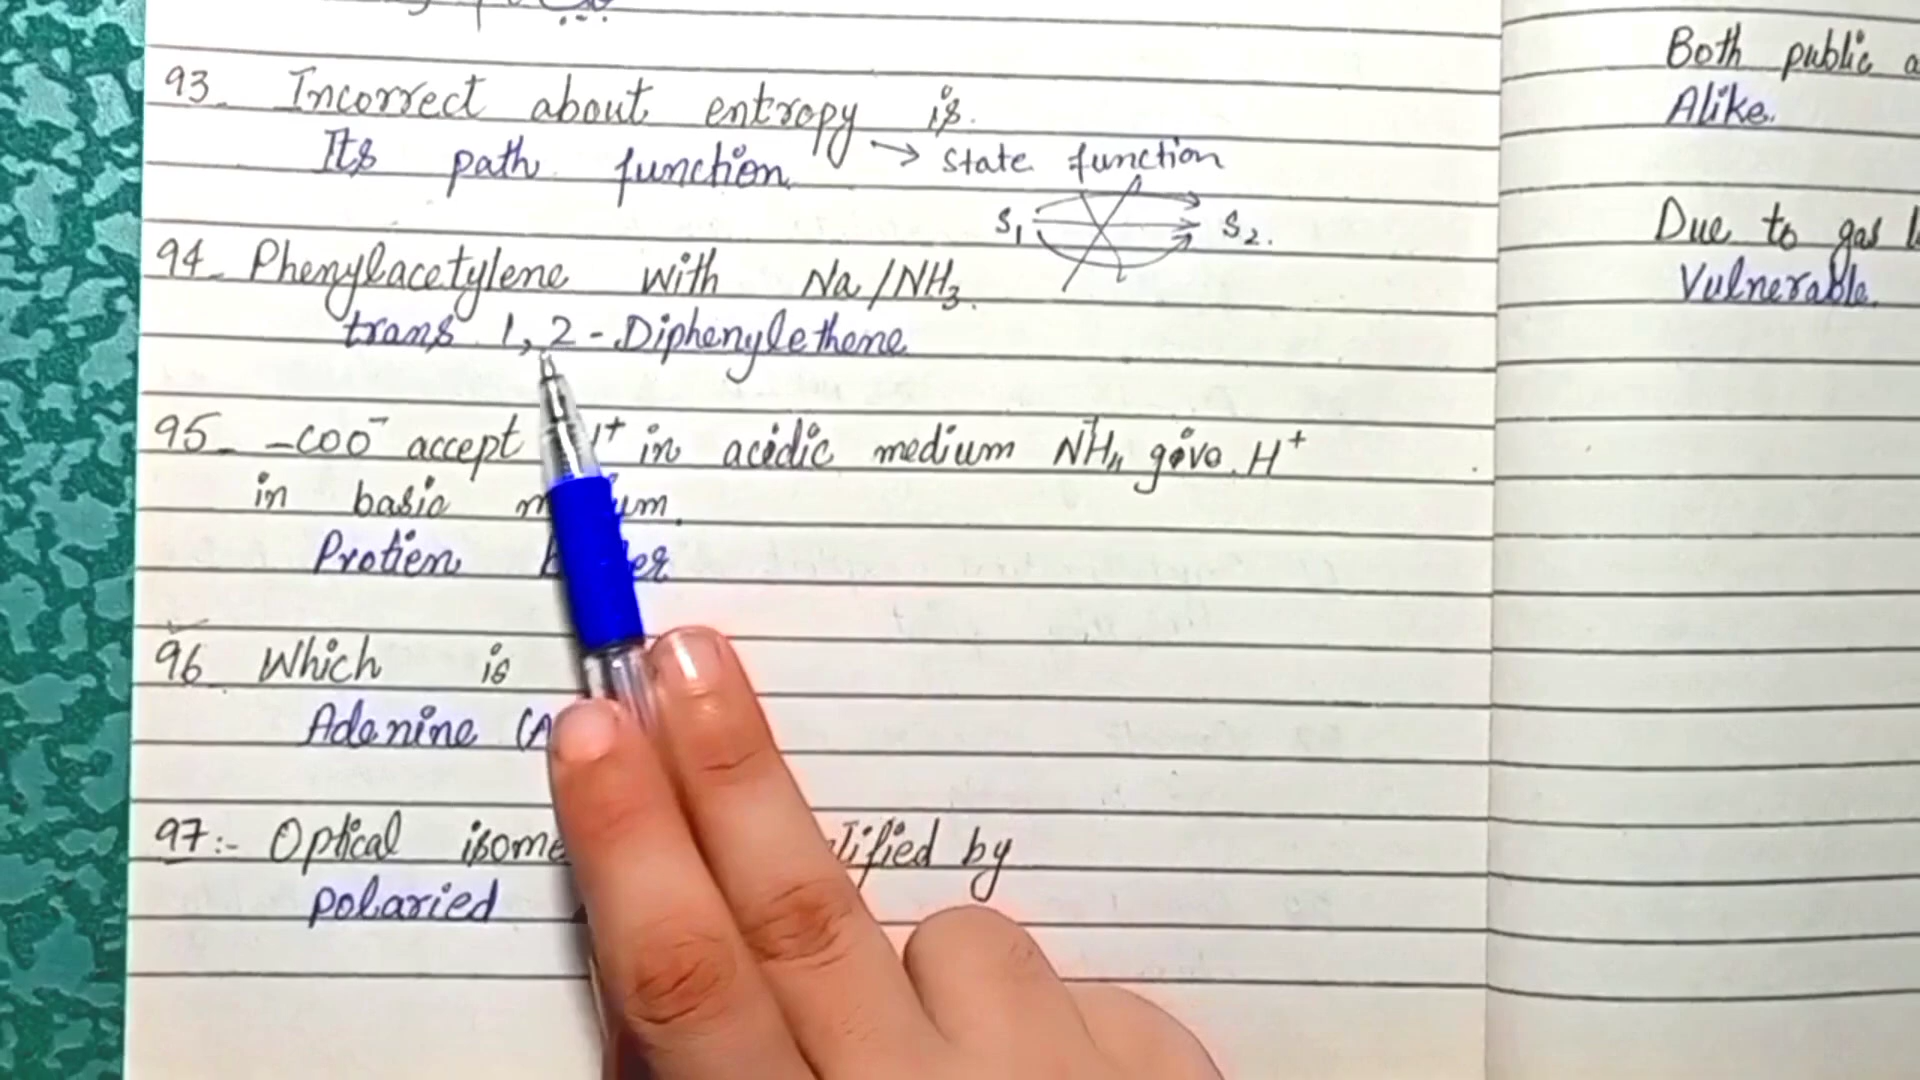 93. Incorrect about entropy is.
Its path function → state function
S1 S2.
94. Phenylacetylene with Na/NH3.
trans 1,2-Diphenylethene
95. -COO⁻ accept H⁺ in acidic medium NH4 give H⁺
in basic
Protien
96 Which is
Adenine (A
97:- Optical isome by
polaried
Both public a
Alike.
Due to gas
Vulnerable.